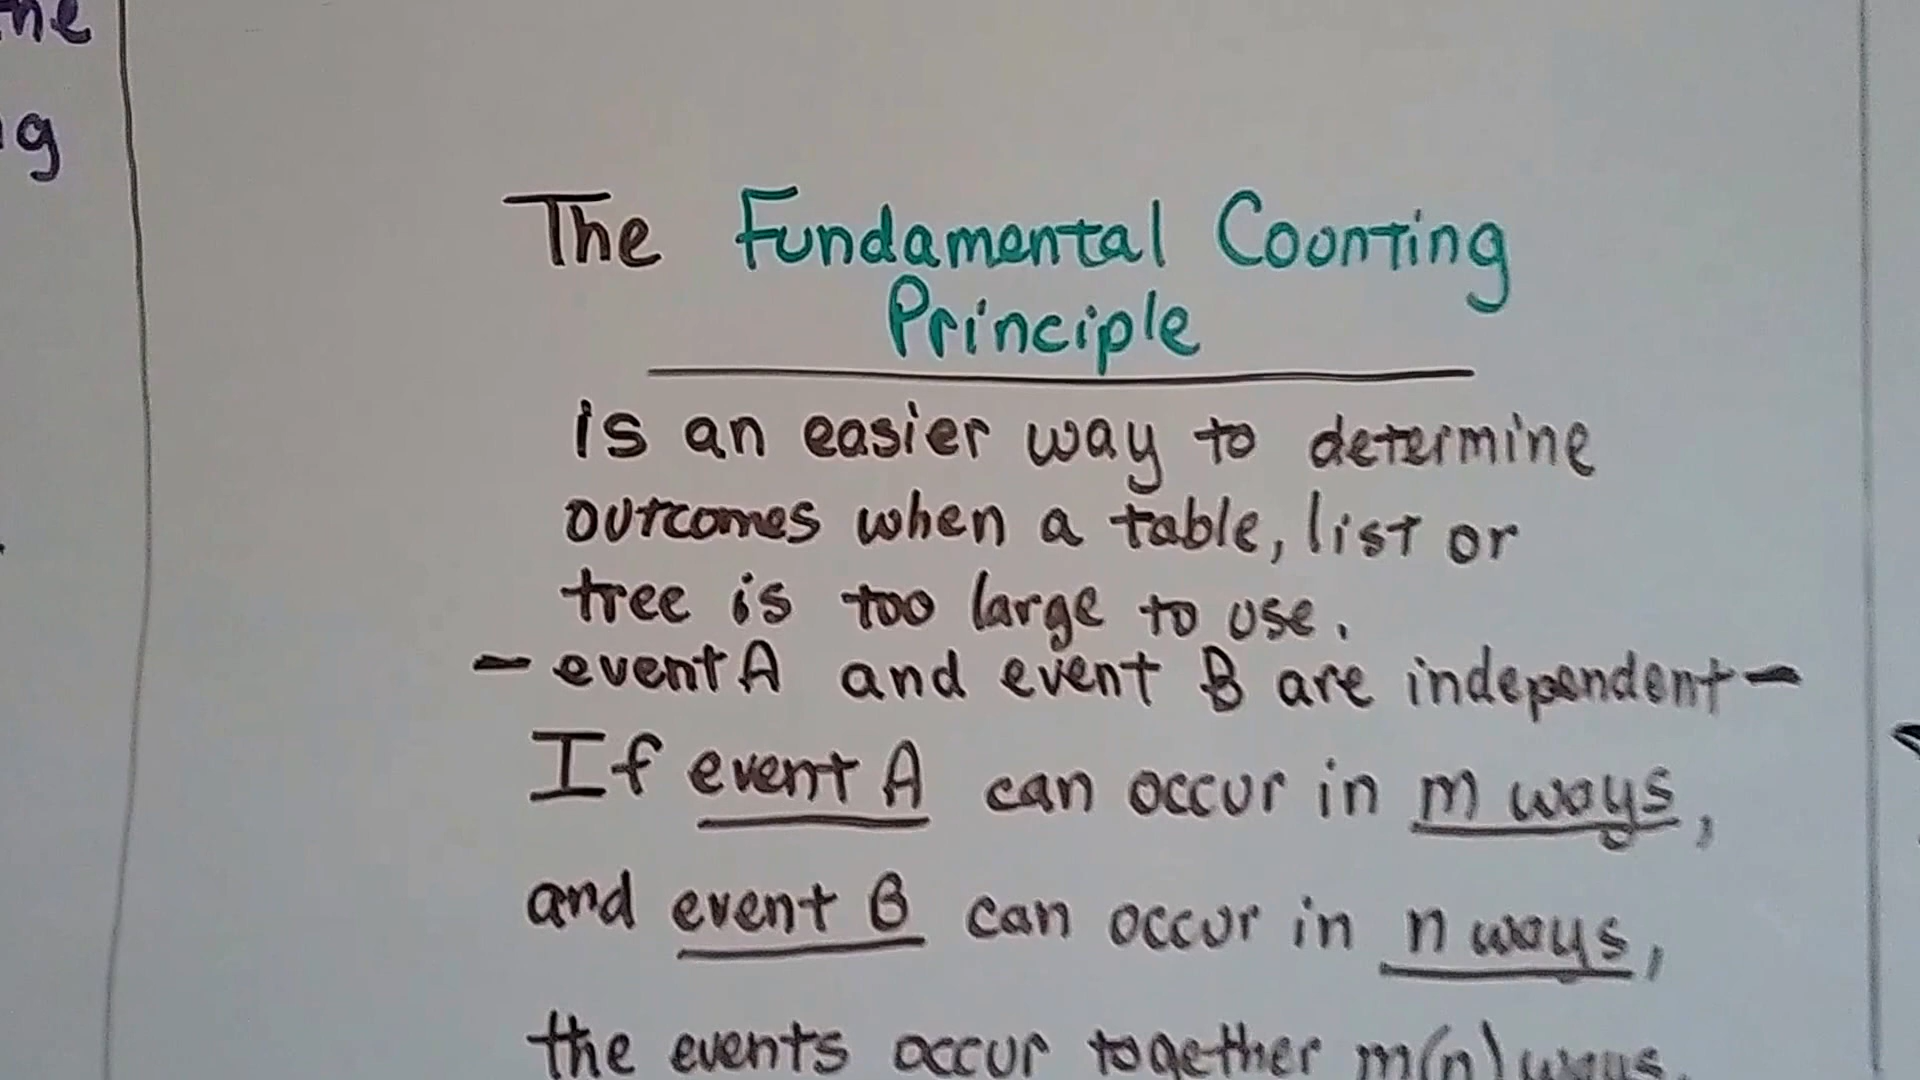 The Fundamental Counting
Principle
is an easier way to determine
outcomes when a table, list or
tree is too large to use.
- event A and event B are independent -
If event A can occur in m ways,
and event B can occur in n ways,
the events occur together m(n) ways.